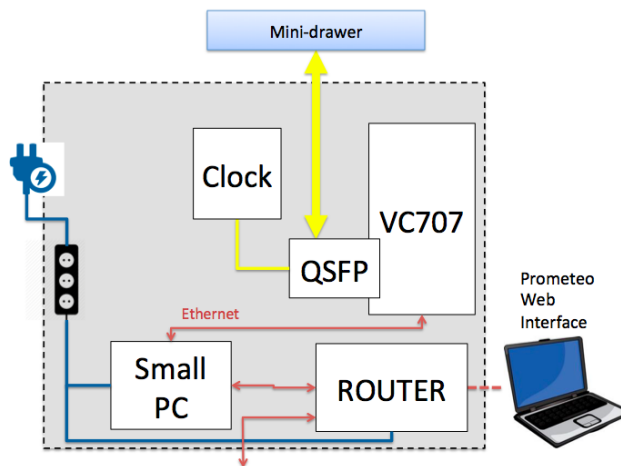 Mini-drawer
Clock
VC707
QSFP
Prometeo
Web
Interface
Ethernet
Small
PC
ROUTER